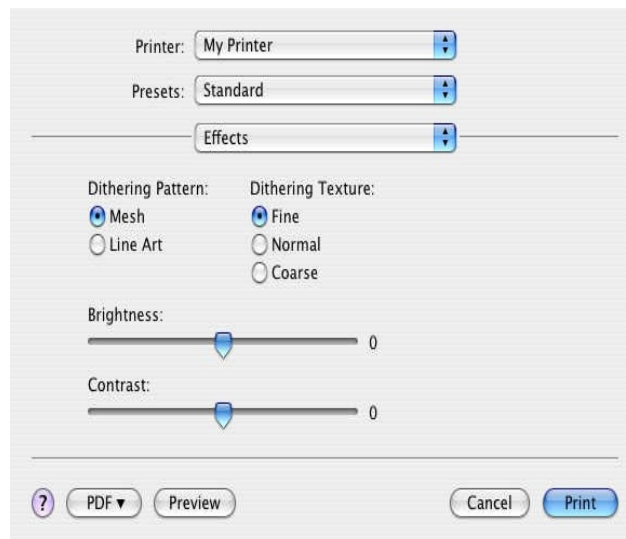 Printer: My Printer
Presets: Standard
Effects
Dithering Pattern: Dithering Texture:
Mesh Fine
Line Art Normal
Coarse
Brightness:
0
Contrast:
0
? PDF ▼ Preview Cancel Print